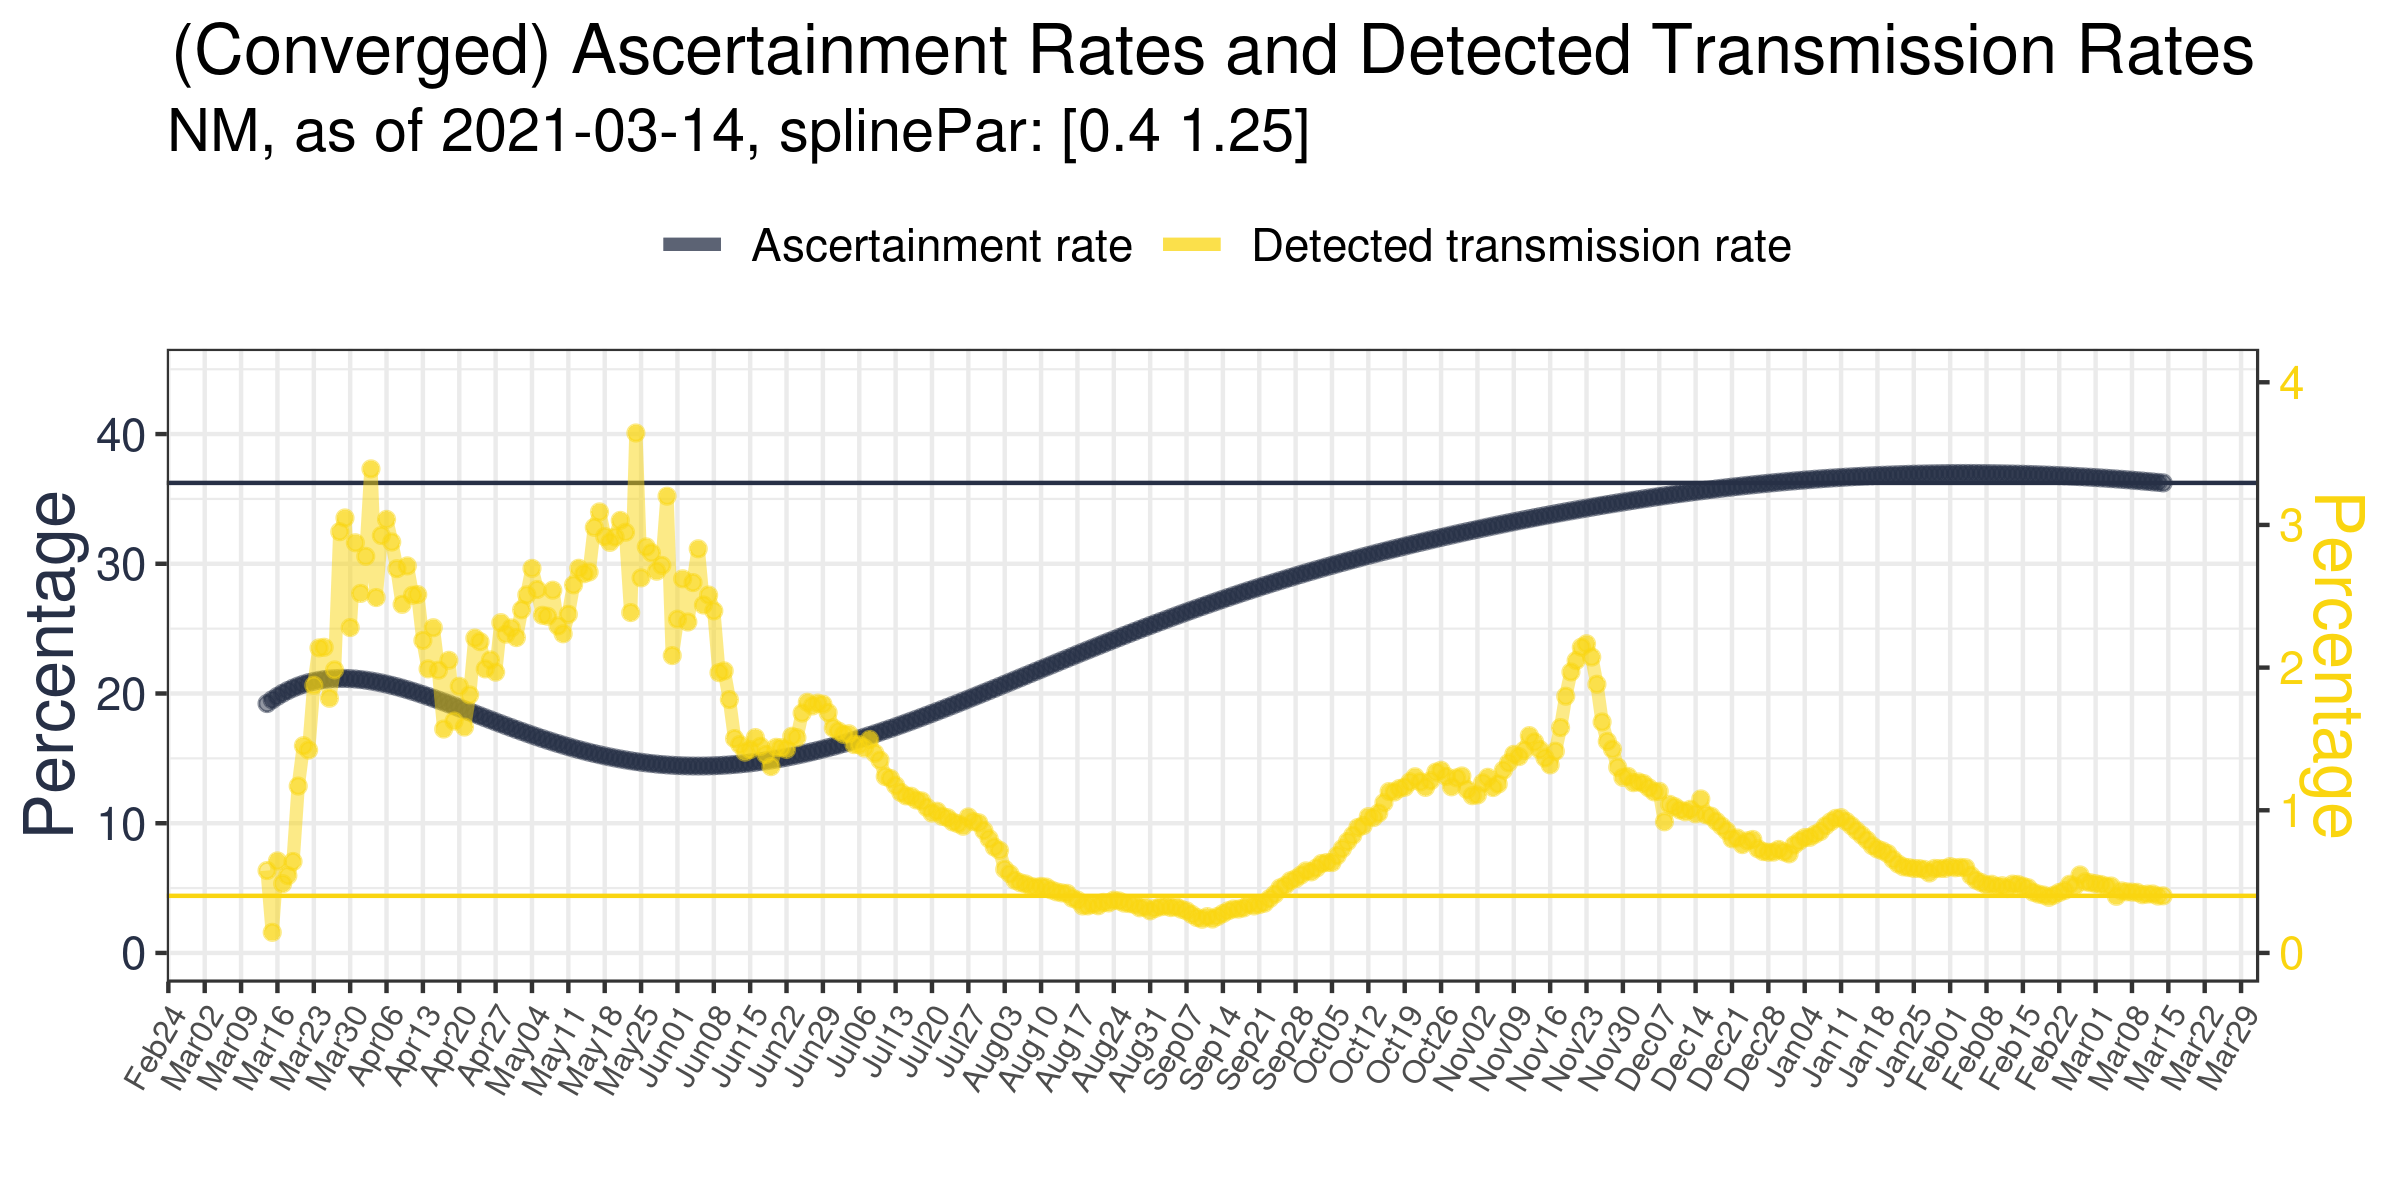 (Converged) Ascertainment Rates and Detected Transmission Rates
NM, as of 2021-03-14, splinePar: [0.4 1.25]
Ascertainment rate
Detected transmission rate
Percentage
40
30
20
10
0
4
3
2
1
0
Percentage
Feb24
Mar02
Mar09
Mar16
Mar23
Mar30
Apr06
Apr13
Apr20
Apr27
May04
May11
May18
May25
Jun01
Jun08
Jun15
Jun22
Jun29
Jul06
Jul13
Jul20
Jul27
Aug03
Aug10
Aug17
Aug24
Aug31
Sep07
Sep14
Sep21
Sep28
Oct05
Oct12
Oct19
Oct26
Nov02
Nov09
Nov16
Nov23
Nov30
Dec07
Dec14
Dec21
Dec28
Jan04
Jan11
Jan18
Jan25
Feb01
Feb08
Feb15
Feb22
Mar01
Mar08
Mar15
Mar22
Mar29